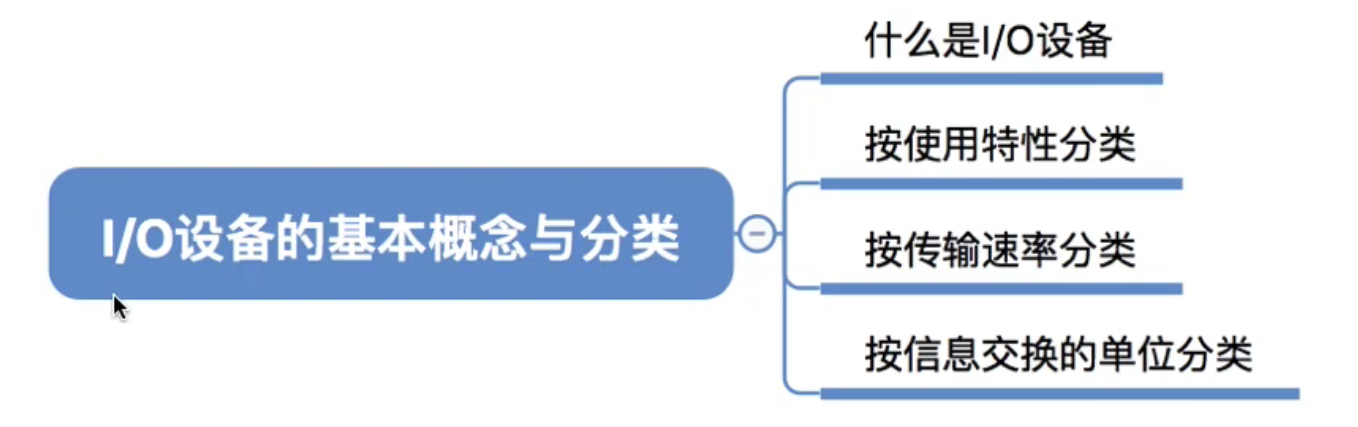 什么是I/O设备
按使用特性分类
I/O设备的基本概念与分类
按传输速率分类
按信息交换的单位分类